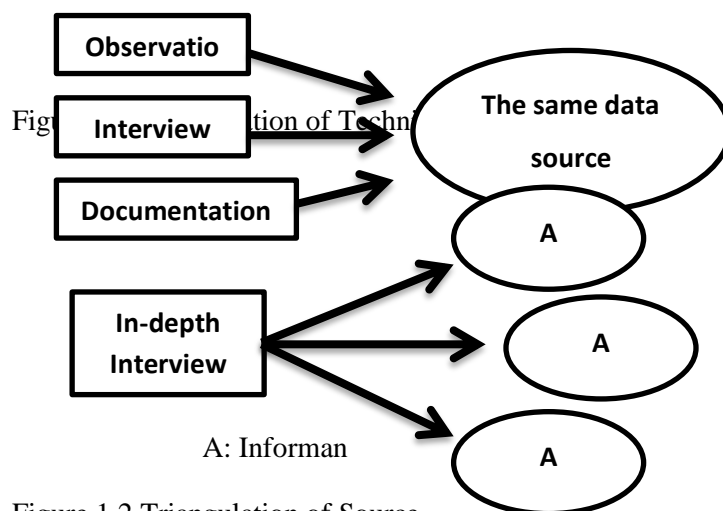 Observatio
The same data
source
Interview
Documentation
A
In-depth
Interview
A
A: Informan
A
Figure 1.2 Triangulation of Source